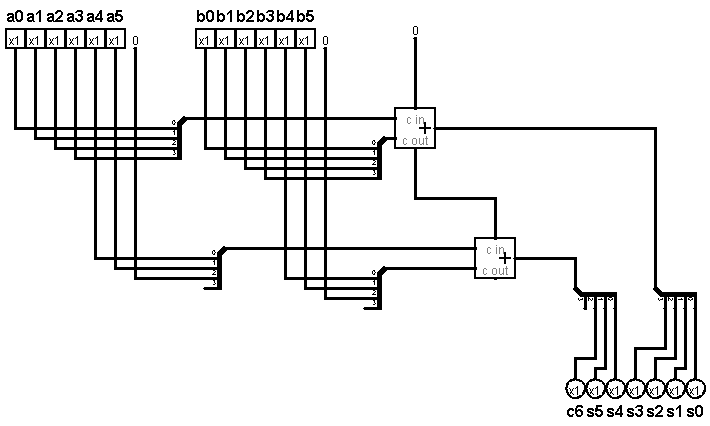 a0 a1 a2 a3 a4 a5 b0 b1 b2 b3 b4 b5
x1 x1 x1 x1 x1 x1 0 x1 x1 x1 x1 x1 x1 0 0
0 1 2 3
0 1 2 3
c in
+
c out
0 1 2 3
0 1 2 3
c in
+
c out
3 2 1 0 3 2 1 0
x1 x1 x1 x1 x1 x1 x1
c6 s5 s4 s3 s2 s1 s0